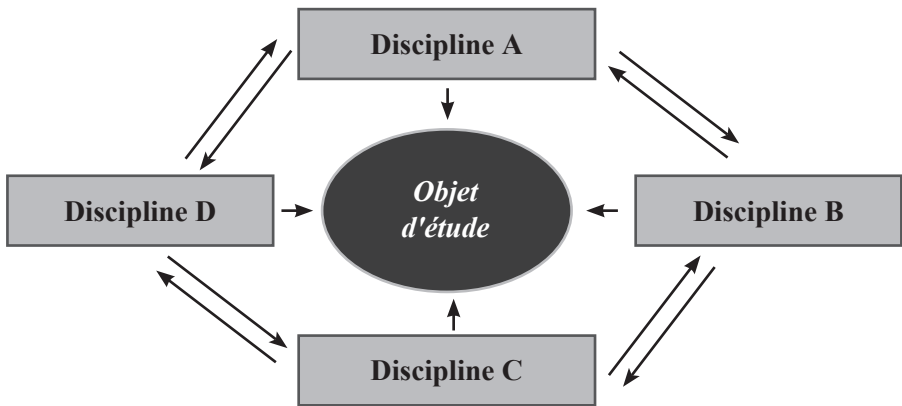 Discipline A
Discipline D
Objet
d'étude
Discipline B
Discipline C